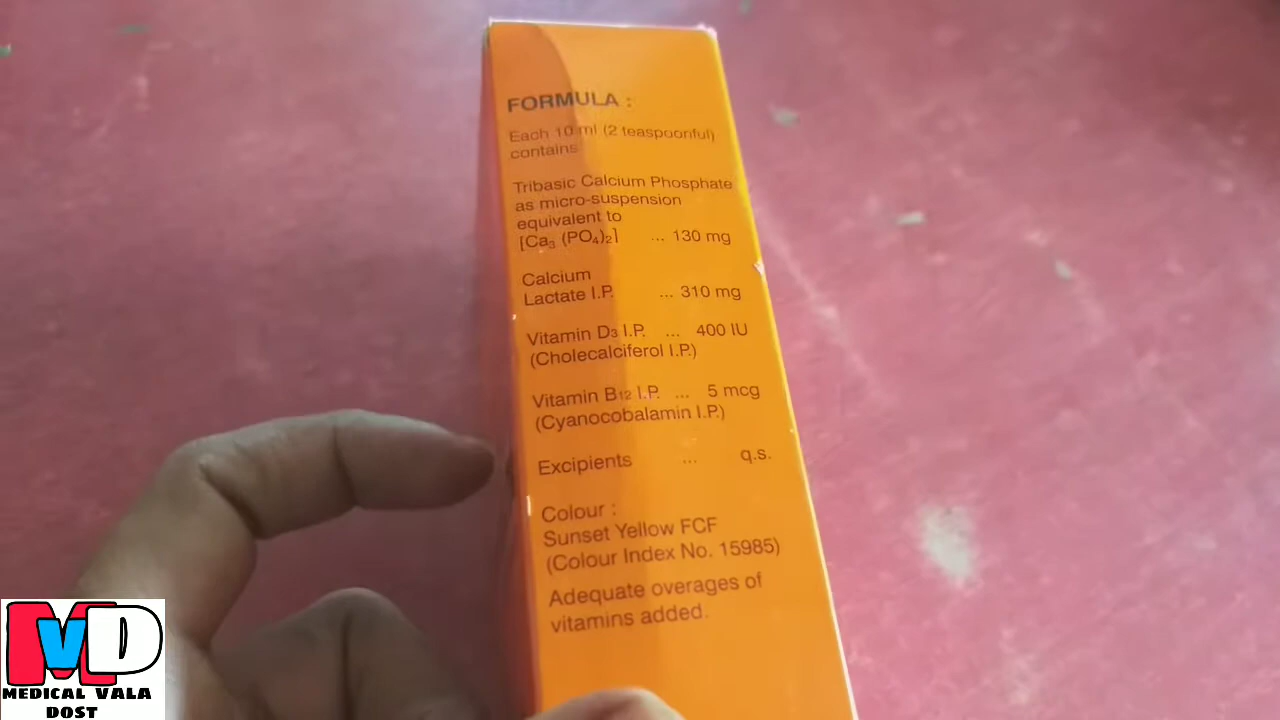 FORMULA :
Each 10 ml (2 teaspoonful)
contains
Tribasic Calcium Phosphate
as micro-suspension
equivalent to
[Ca₃ (PO₄)₂] ... 130 mg
Calcium
Lactate I.P. ... 310 mg
Vitamin D₃ I.P. ... 400 IU
(Cholecalciferol I.P.)
Vitamin B₁₂ I.P. ... 5 mcg
(Cyanocobalamin I.P.)
Excipients ... q.s.
Colour :
Sunset Yellow FCF
(Colour Index No. 15985)
Adequate overages of
vitamins added.
MVD
MEDICAL VALA
DOST